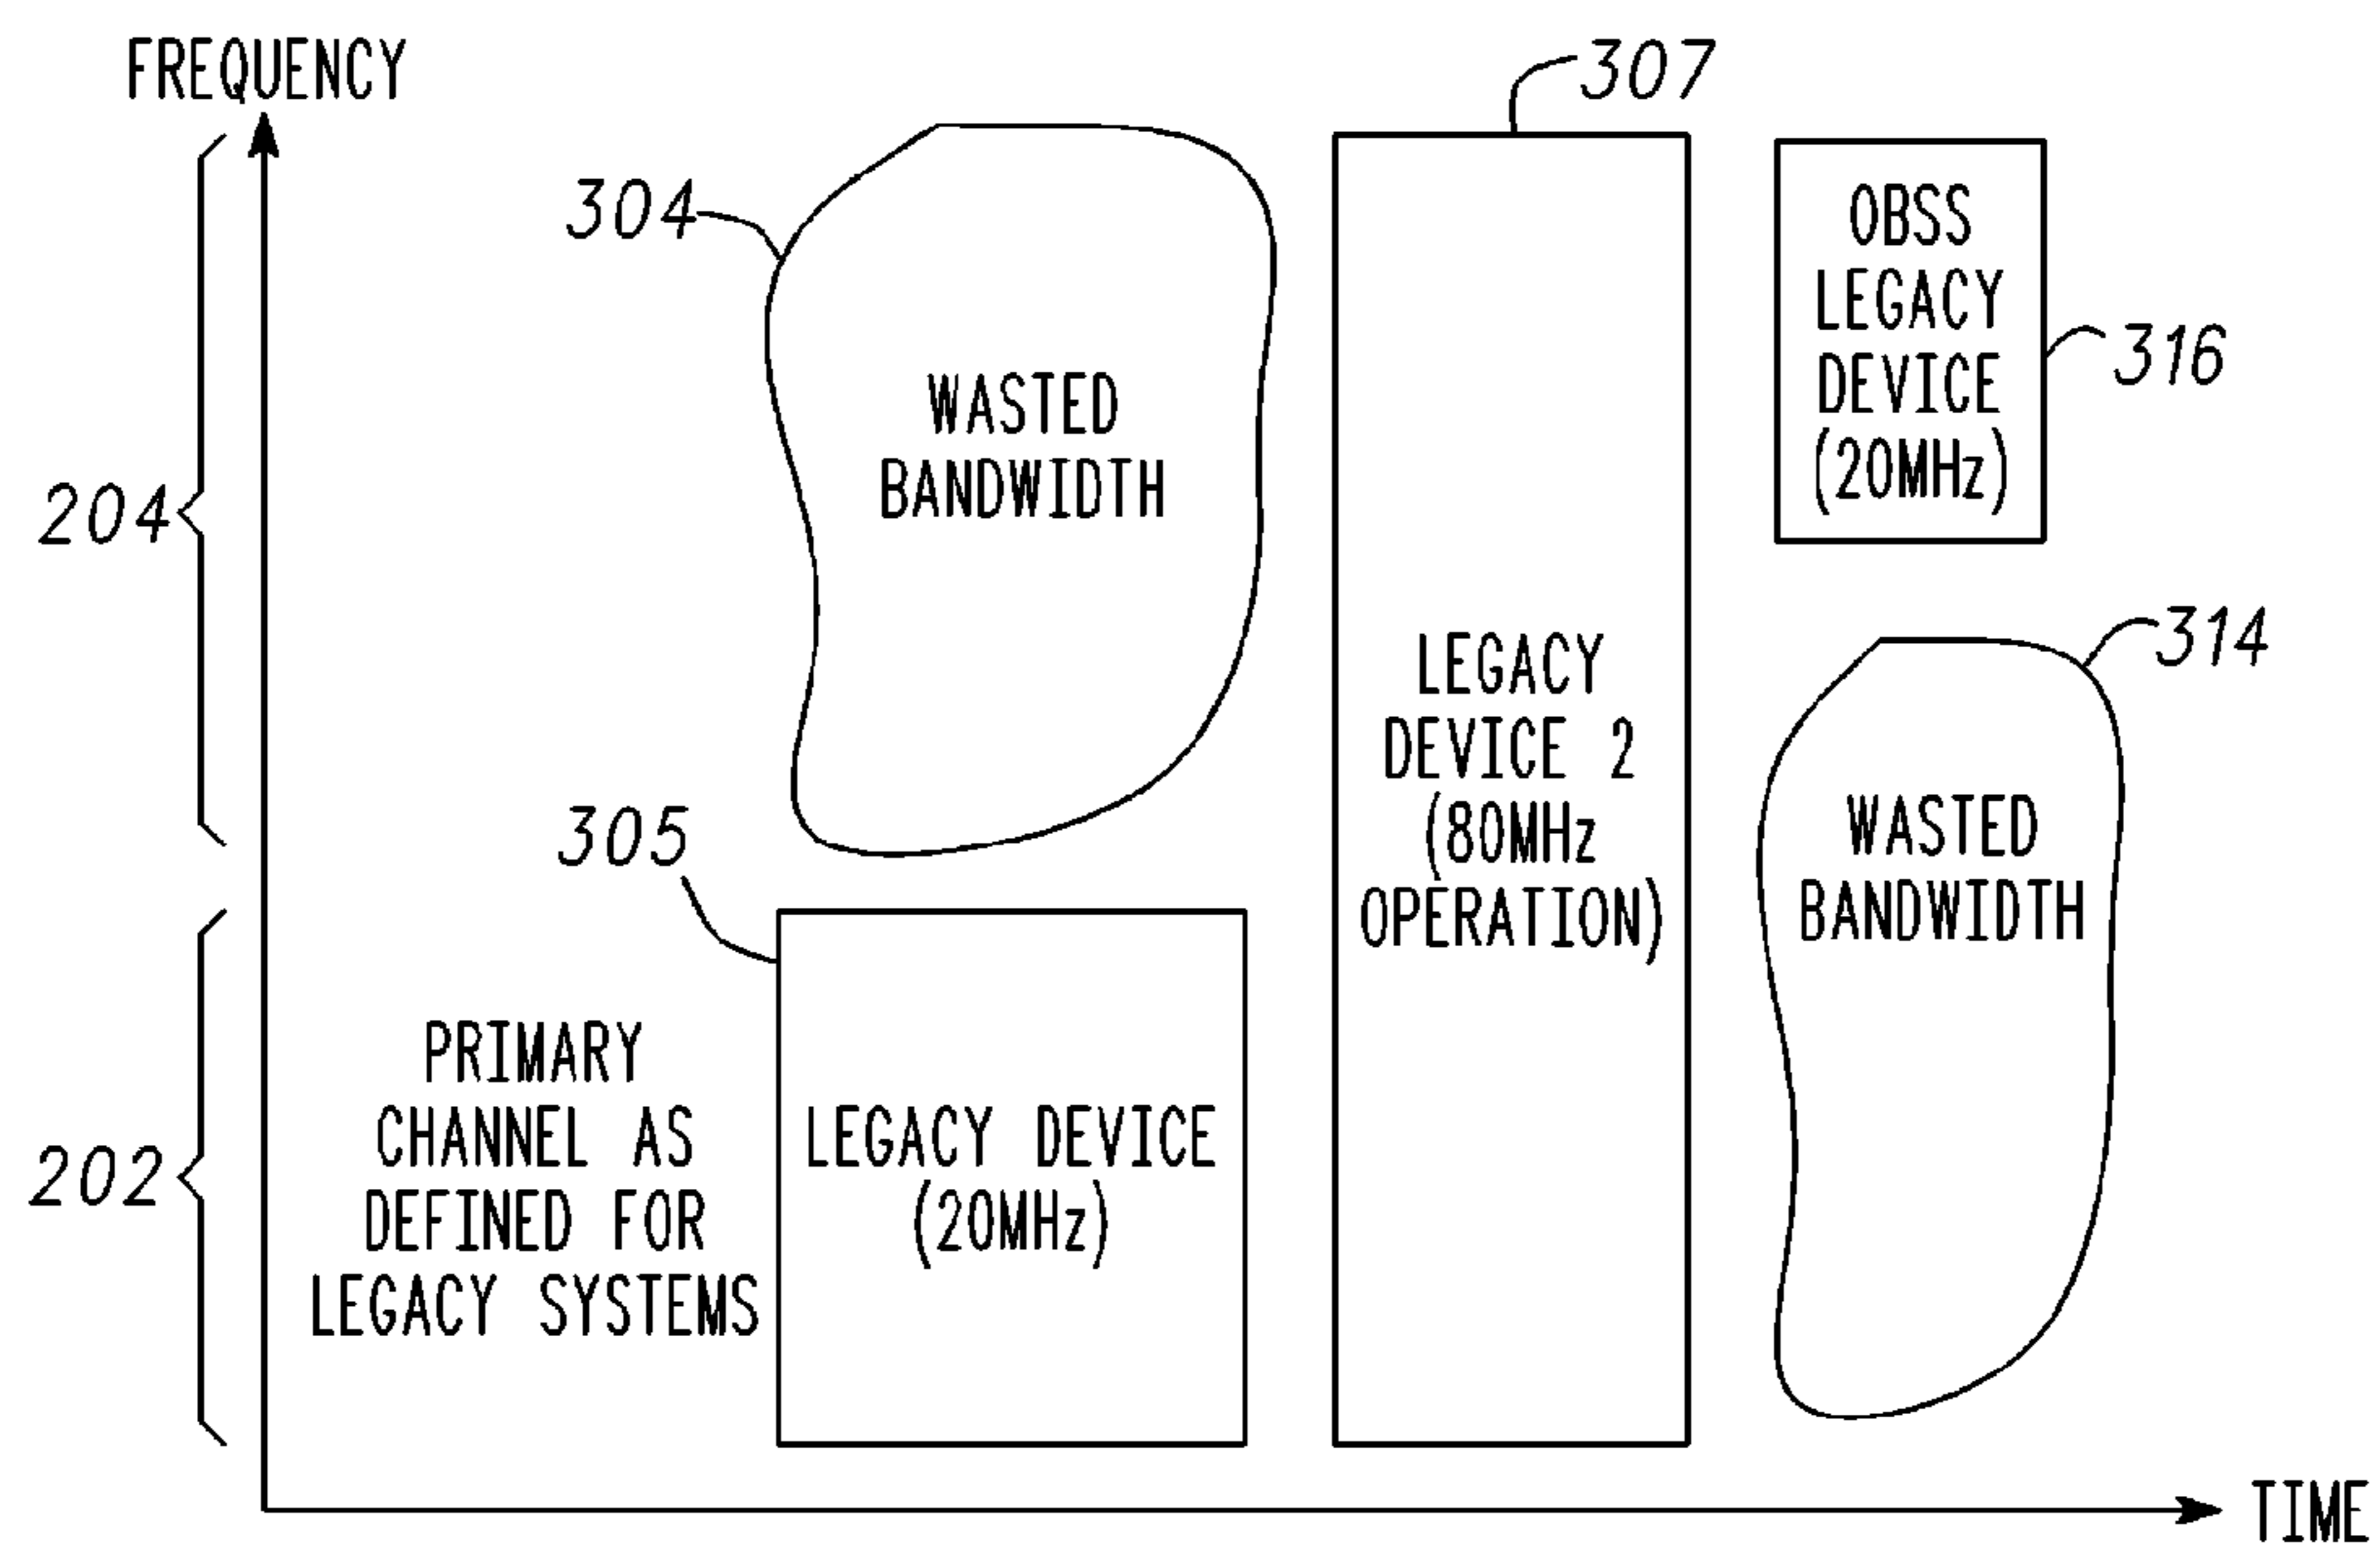 FREQUENCY
307
304
OBSS
LEGACY
DEVICE
(20MHz)
316
WASTED
BANDWIDTH
204
314
LEGACY
DEVICE 2
(80MHz
OPERATION)
WASTED
BANDWIDTH
305
PRIMARY
CHANNEL AS
DEFINED FOR
LEGACY SYSTEMS
LEGACY DEVICE
(20MHz)
202
TIME